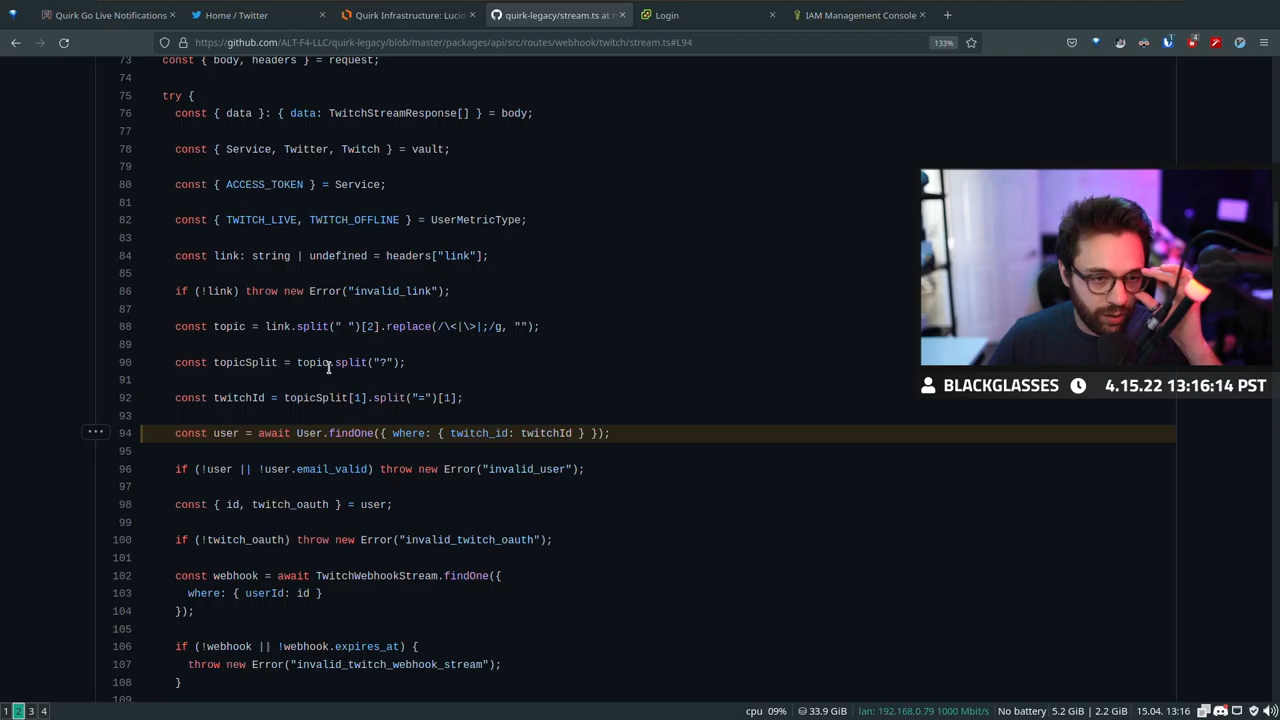 Quirk Go Live Notifications
Home / Twitter
Quirk Infrastructure: Lucid
quirk-legacy/stream.ts at
Login
IAM Management Console
https://github.com/ALT-F4-LLC/quirk-legacy/blob/master/packages/api/src/routes/webhook/twitch/stream.ts#L94
133%
73 const { body, headers } = request;
74
75 try {
76 const { data }: { data: TwitchStreamResponse[] } = body;
77
78 const { Service, Twitter, Twitch } = vault;
79
80 const { ACCESS_TOKEN } = Service;
81
82 const { TWITCH_LIVE, TWITCH_OFFLINE } = UserMetricType;
83
84 const link: string | undefined = headers["link"];
85
86 if (!link) throw new Error("invalid_link");
87
88 const topic = link.split(" ")[2].replace(/\<|\>|;/g, "");
89
90 const topicSplit = topic.split("?");
91
92 const twitchId = topicSplit[1].split("=")[1];
93
94 const user = await User.findOne({ where: { twitch_id: twitchId } });
95
96 if (!user || !user.email_valid) throw new Error("invalid_user");
97
98 const { id, twitch_oauth } = user;
99
100 if (!twitch_oauth) throw new Error("invalid_twitch_oauth");
101
102 const webhook = await TwitchWebhookStream.findOne({
103 where: { userId: id }
104 });
105
106 if (!webhook || !webhook.expires_at) {
107 throw new Error("invalid_twitch_webhook_stream");
108 }
109
BLACKGLASSES 4.15.22 13:16:14 PST
1 2 3 4
cpu 09% 33.9 GiB lan: 192.168.0.79 1000 Mbit/s No battery 5.2 GiB | 2.2 GiB 15.04. 13:16